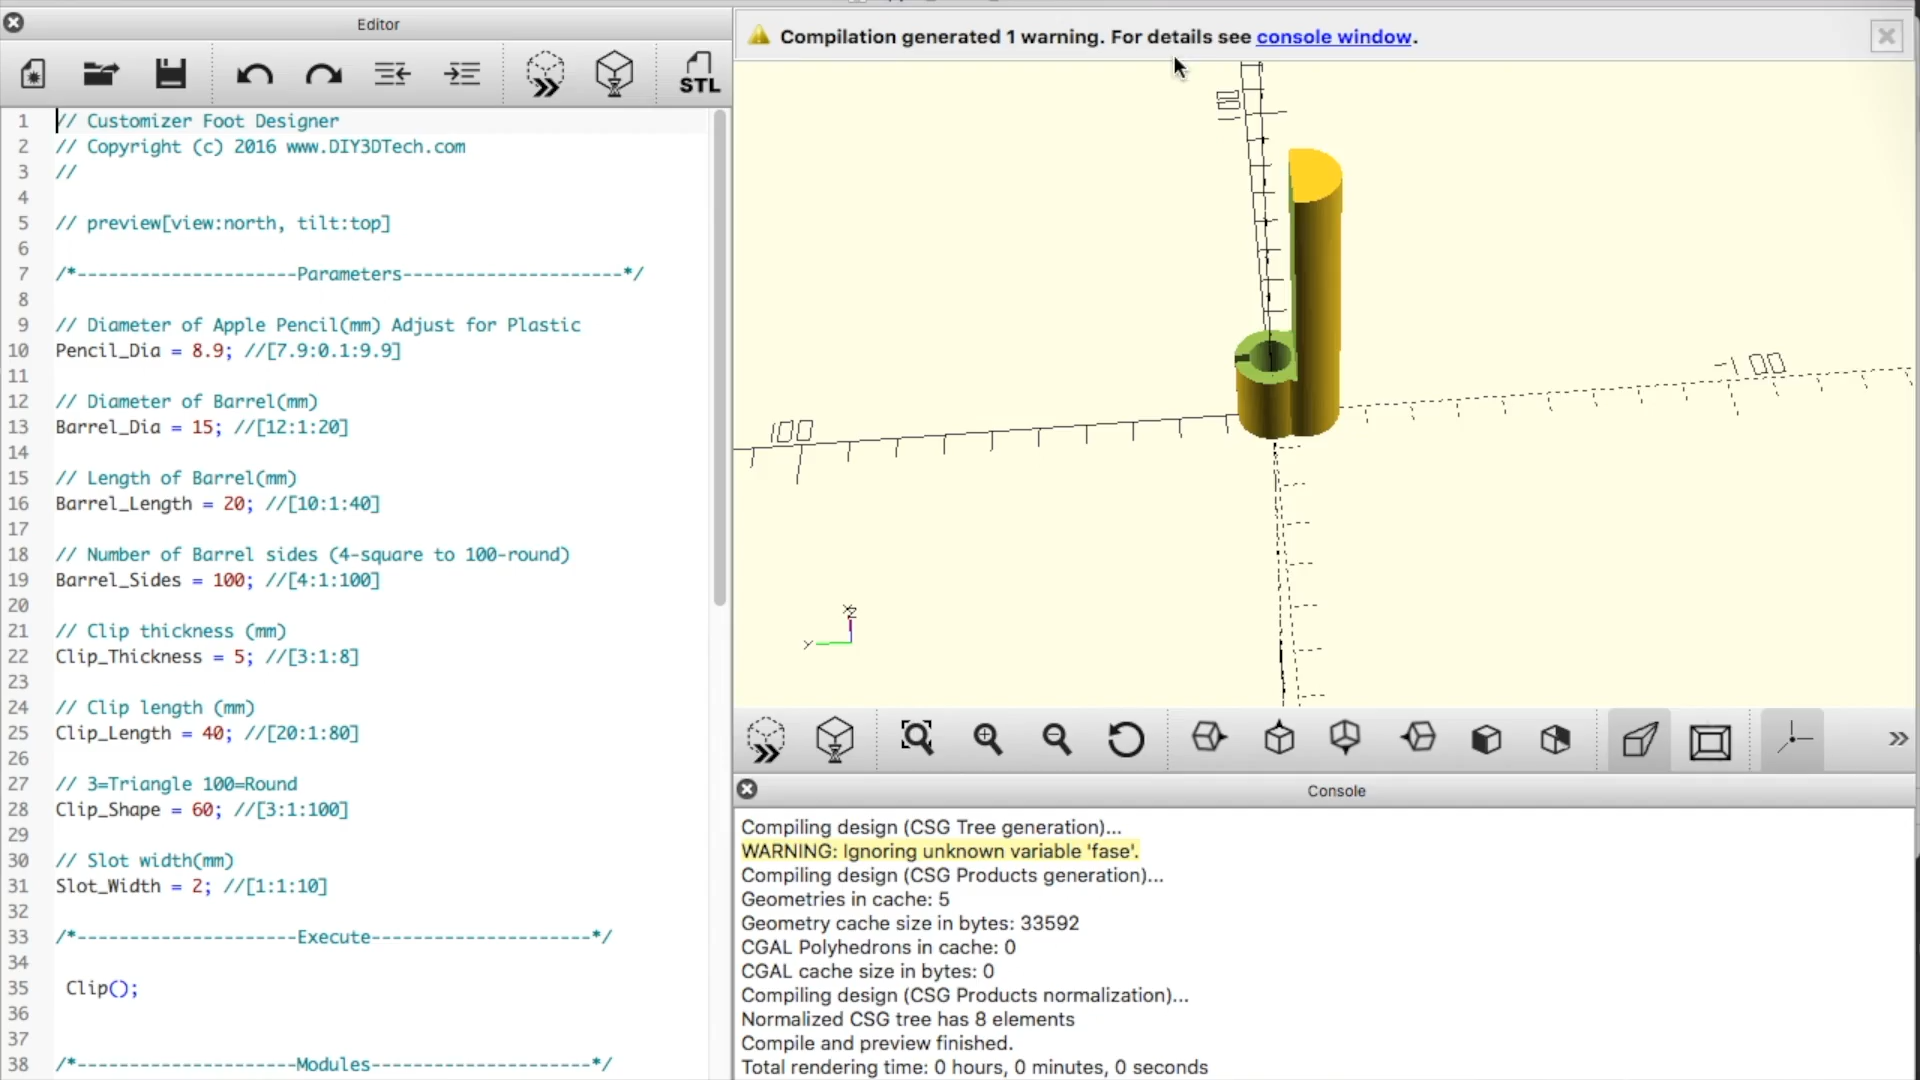 Editor
STL
1 // Customizer Foot Designer
2 // Copyright (c) 2016 www.DIY3DTech.com
3 //
4
5 // preview[view:north, tilt:top]
6
7 /*---------------------Parameters---------------------*/
8
9 // Diameter of Apple Pencil(mm) Adjust for Plastic
10 Pencil_Dia = 8.9; //[7.9:0.1:9.9]
11
12 // Diameter of Barrel(mm)
13 Barrel_Dia = 15; //[12:1:20]
14
15 // Length of Barrel(mm)
16 Barrel_Length = 20; //[10:1:40]
17
18 // Number of Barrel sides (4-square to 100-round)
19 Barrel_Sides = 100; //[4:1:100]
20
21 // Clip thickness (mm)
22 Clip_Thickness = 5; //[3:1:8]
23
24 // Clip length (mm)
25 Clip_Length = 40; //[20:1:80]
26
27 // 3=Triangle 100=Round
28 Clip_Shape = 60; //[3:1:100]
29
30 // Slot width(mm)
31 Slot_Width = 2; //[1:1:10]
32
33 /*---------------------Execute---------------------*/
34
35 Clip();
36
37
38 /*---------------------Modules---------------------*/
Compilation generated 1 warning. For details see console window.
100
-100
Console
Compiling design (CSG Tree generation)...
WARNING: Ignoring unknown variable 'fase'.
Compiling design (CSG Products generation)...
Geometries in cache: 5
Geometry cache size in bytes: 33592
CGAL Polyhedrons in cache: 0
CGAL cache size in bytes: 0
Compiling design (CSG Products normalization)...
Normalized CSG tree has 8 elements
Compile and preview finished.
Total rendering time: 0 hours, 0 minutes, 0 seconds